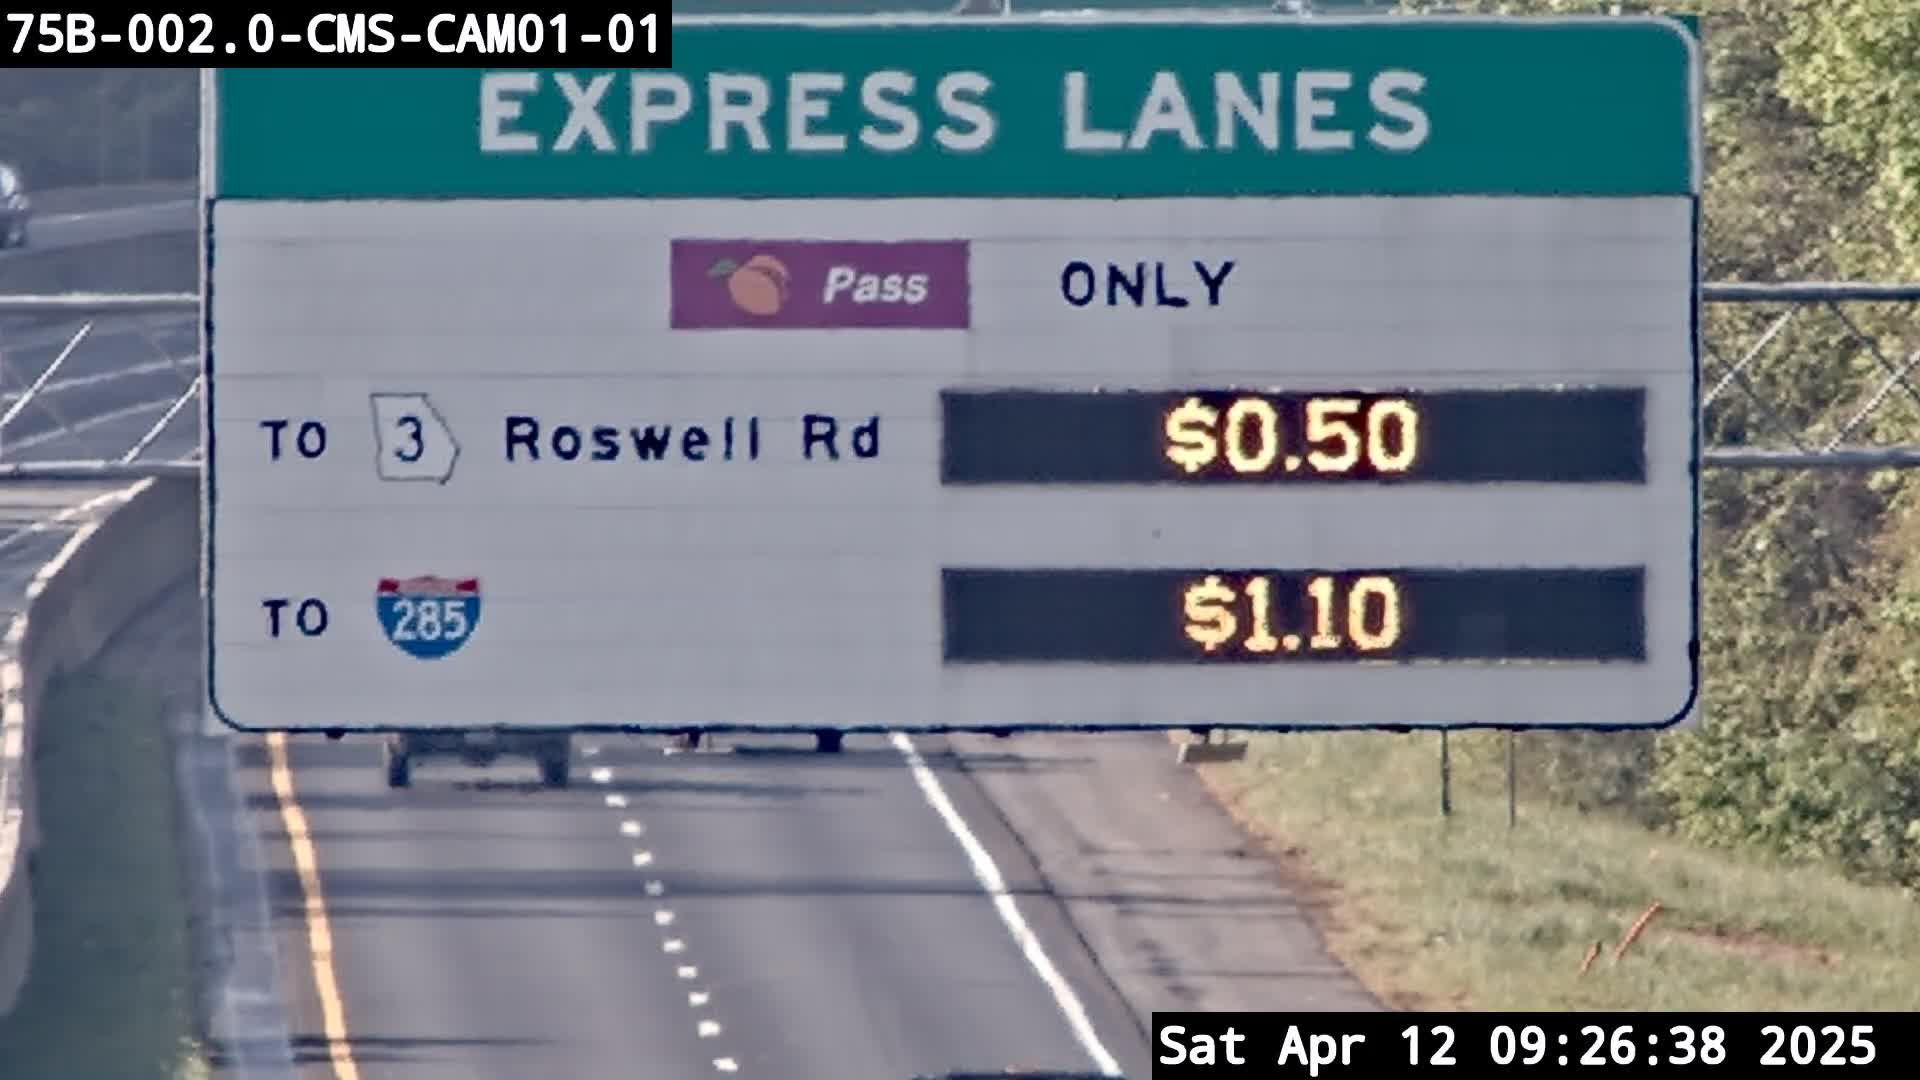 75B-002.0-CMS-CAM01-01
EXPRESS LANES
Pass ONLY
TO 3 Roswell Rd $0.50
TO 285 $1.10
Sat Apr 12 09:26:38 2025